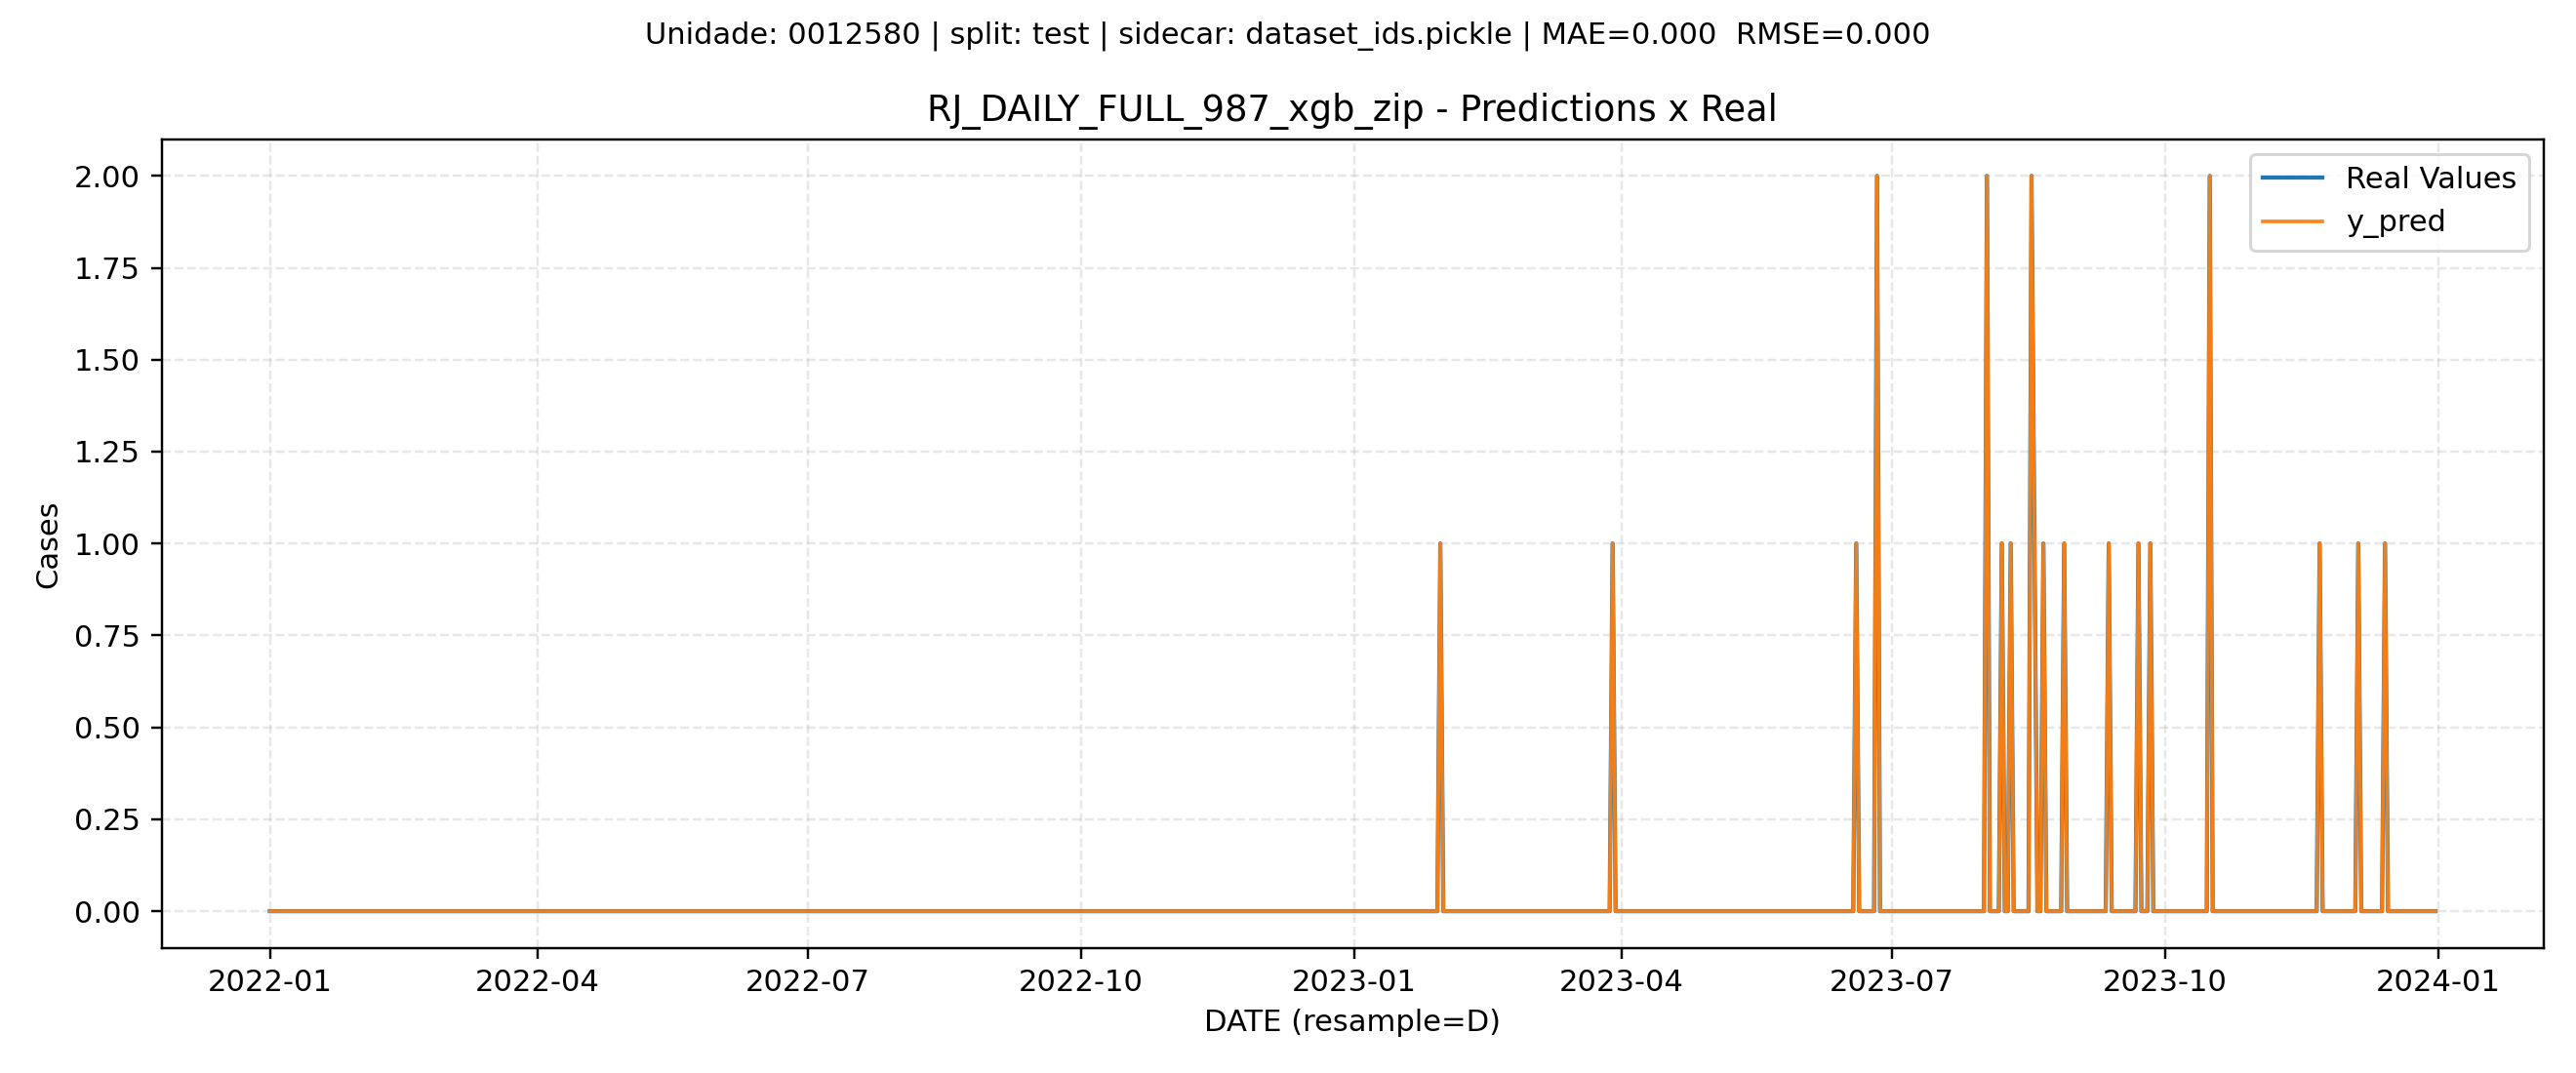 Unidade: 0012580 | split: test | sidecar: dataset_ids.pickle | MAE=0.000  RMSE=0.000
RJ_DAILY_FULL_987_xgb_zip - Predictions x Real
Real Values
y_pred
2.00
1.75
1.50
1.25
1.00
0.75
0.50
0.25
0.00
Cases
2022-01 2022-04 2022-07 2022-10 2023-01 2023-04 2023-07 2023-10 2024-01
DATE (resample=D)